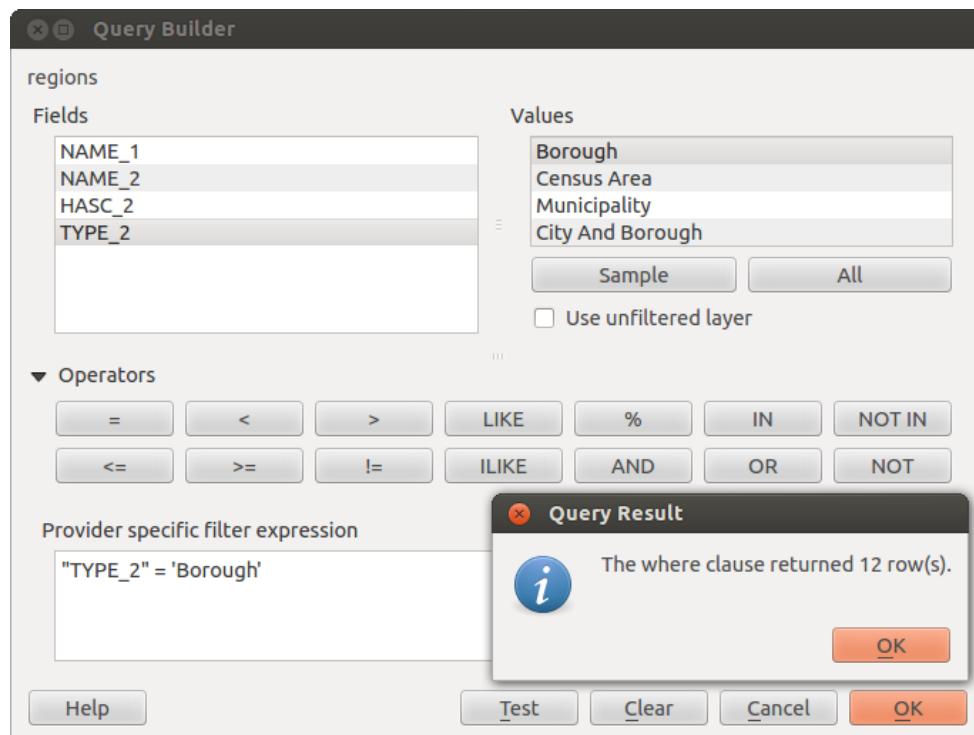 Query Builder
regions
Fields
NAME_1
NAME_2
HASC_2
TYPE_2
Values
Borough
Census Area
Municipality
City And Borough
Sample All
Use unfiltered layer
Operators
= < > LIKE % IN NOT IN
<= >= != ILIKE AND OR NOT
Provider specific filter expression
"TYPE_2" = 'Borough'
Query Result
The where clause returned 12 row(s).
OK
Help Test Clear Cancel OK